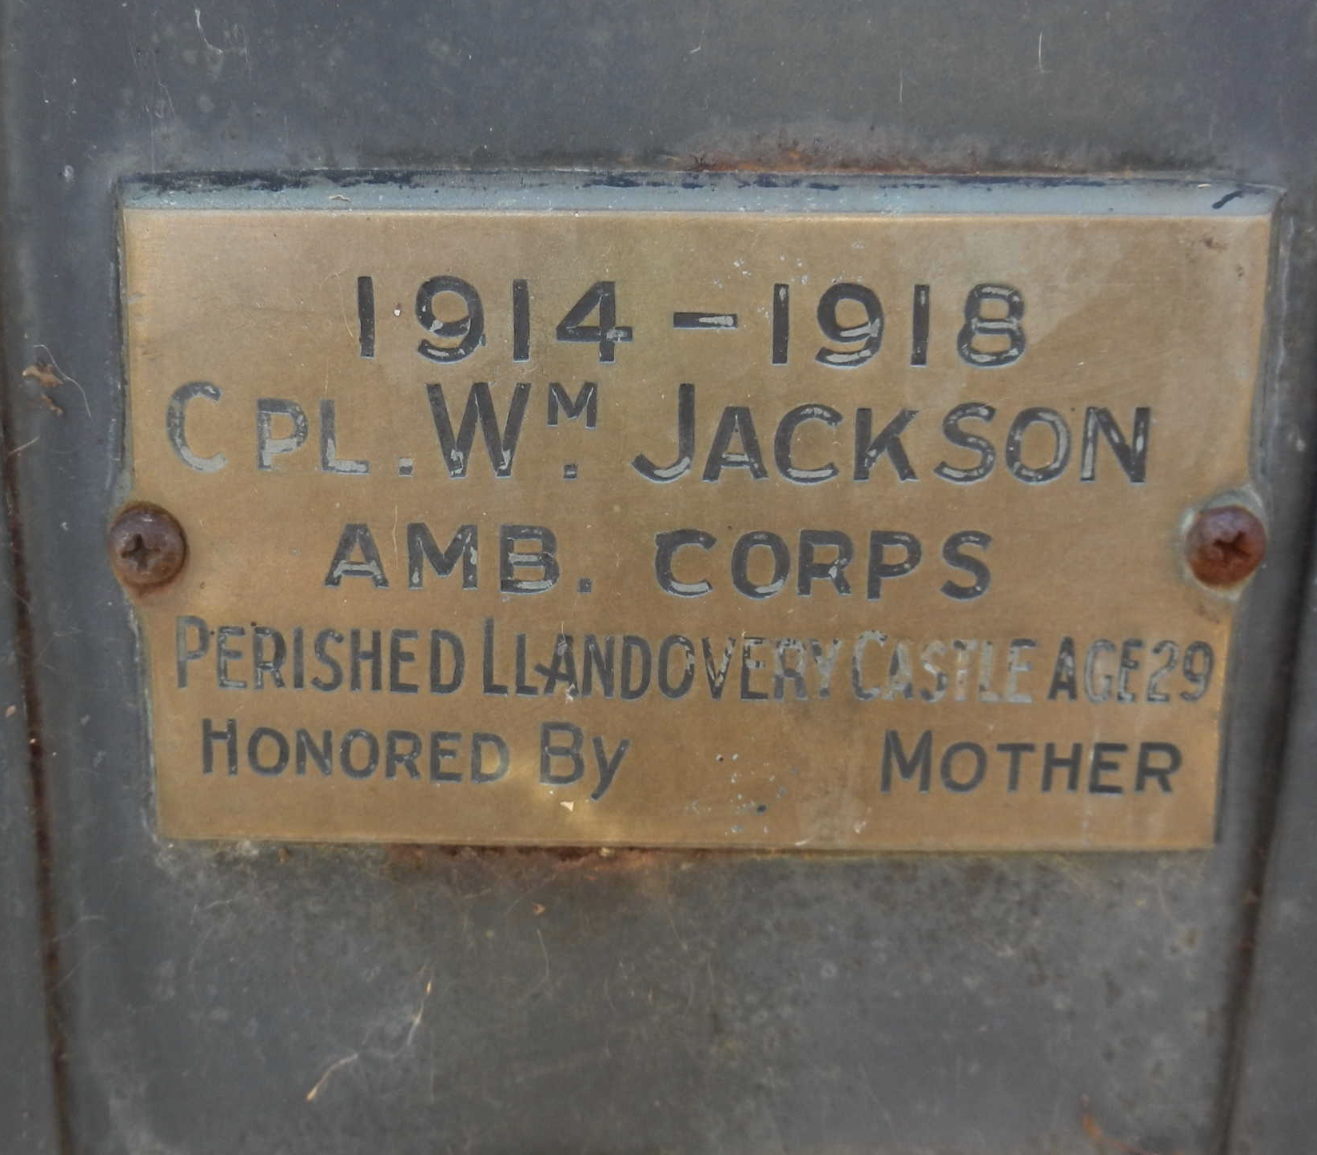 1914-1918
CPL. WM. JACKSON
AMB. CORPS
PERISHED LLANDOVERY CASTLE AGE 29
HONORED By MOTHER